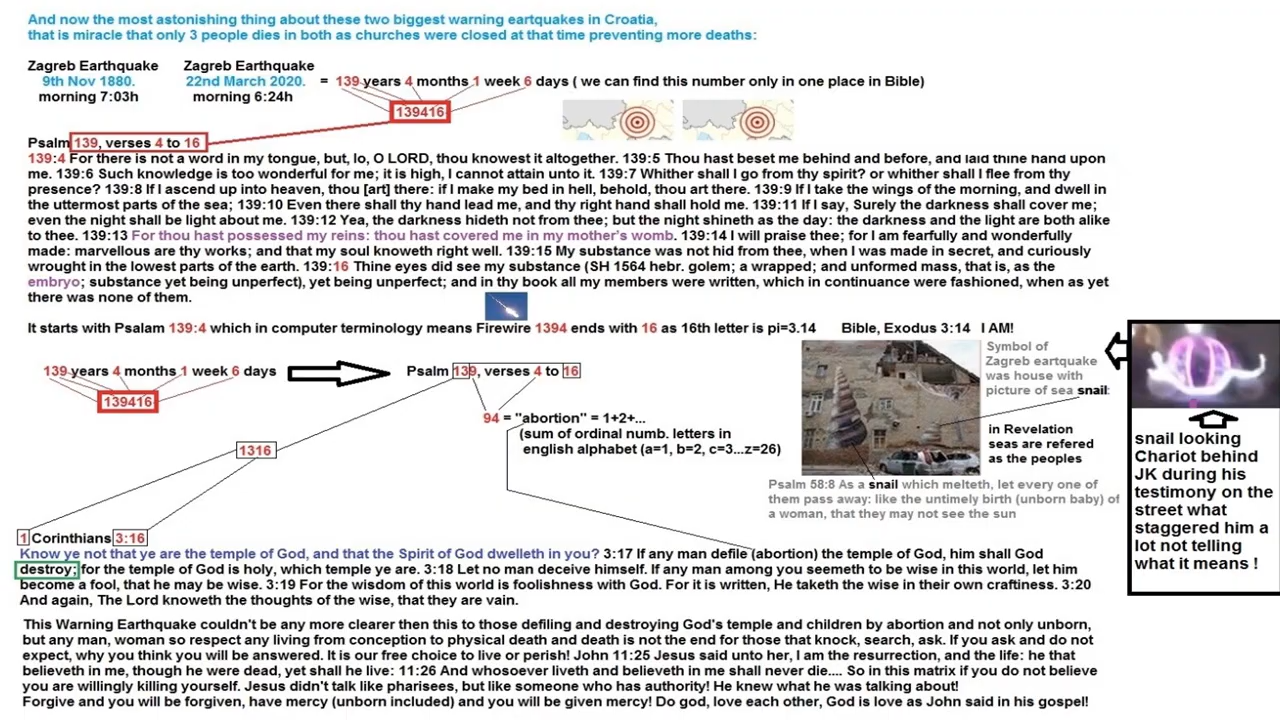 And now the most astonishing thing about these two biggest warning eartquakes in Croatia,
that is miracle that only 3 people dies in both as churches were closed at that time preventing more deaths:
Zagreb Earthquake
9th Nov 1880.
morning 7:03h
Zagreb Earthquake
22nd March 2020.
morning 6:24h
= 139 years 4 months 1 week 6 days ( we can find this number only in one place in Bible)
139416
Psalm 139, verses 4 to 16
139:4 For there is not a word in my tongue, but, lo, O LORD, thou knowest it altogether. 139:5 Thou hast beset me behind and before, and laid thine hand upon
me. 139:6 Such knowledge is too wonderful for me; it is high, I cannot attain unto it. 139:7 Whither shall I go from thy spirit? or whither shall I flee from thy
presence? 139:8 If I ascend up into heaven, thou [art] there: if I make my bed in hell, behold, thou art there. 139:9 If I take the wings of the morning, and dwell in
the uttermost parts of the sea; 139:10 Even there shall thy hand lead me, and thy right hand shall hold me. 139:11 If I say, Surely the darkness shall cover me;
even the night shall be light about me. 139:12 Yea, the darkness hideth not from thee; but the night shineth as the day: the darkness and the light are both alike
to thee. 139:13 For thou hast possessed my reins: thou hast covered me in my mother's womb. 139:14 I will praise thee; for I am fearfully and wonderfully
made: marvellous are thy works; and that my soul knoweth right well. 139:15 My substance was not hid from thee, when I was made in secret, and curiously
wrought in the lowest parts of the earth. 139:16 Thine eyes did see my substance (SH 1564 hebr. golem; a wrapped; and unformed mass, that is, as the
embryo; substance yet being unperfect), yet being unperfect; and in thy book all my members were written, which in continuance were fashioned, when as yet
there was none of them.
It starts with Psalam 139:4 which in computer terminology means Firewire 1394 ends with 16 as 16th letter is pi=3.14 Bible, Exodus 3:14 I AM!
139 years 4 months 1 week 6 days
139416
Psalm 139, verses 4 to 16
94 = "abortion" = 1+2+...
(sum of ordinal numb. letters in
english alphabet (a=1, b=2, c=3...z=26)
1316
Symbol of
Zagreb eartquake
was house with
picture of sea snail:
in Revelation
seas are refered
as the peoples
Psalm 58:8 As a snail which melteth, let every one of
them pass away: like the untimely birth (unborn baby) of
a woman, that they may not see the sun
snail looking
Chariot behind
JK during his
testimony on the
street what
staggered him a
lot not telling
what it means !
1 Corinthians 3:16
Know ye not that ye are the temple of God, and that the Spirit of God dwelleth in you? 3:17 If any man defile (abortion) the temple of God, him shall God
destroy; for the temple of God is holy, which temple ye are. 3:18 Let no man deceive himself. If any man among you seemeth to be wise in this world, let him
become a fool, that he may be wise. 3:19 For the wisdom of this world is foolishness with God. For it is written, He taketh the wise in their own craftiness. 3:20
And again, The Lord knoweth the thoughts of the wise, that they are vain.
This Warning Earthquake couldn't be any more clearer then this to those defiling and destroying God's temple and children by abortion and not only unborn,
but any man, woman so respect any living from conception to physical death and death is not the end for those that knock, search, ask. If you ask and do not
expect, why you think you will be answered. It is our free choice to live or perish! John 11:25 Jesus said unto her, I am the resurrection, and the life: he that
believeth in me, though he were dead, yet shall he live: 11:26 And whosoever liveth and believeth in me shall never die.... So in this matrix if you do not believe
you are willingly killing yourself. Jesus didn't talk like pharisees, but like someone who has authority! He knew what he was talking about!
Forgive and you will be forgiven, have mercy (unborn included) and you will be given mercy! Do god, love each other, God is love as John said in his gospel!